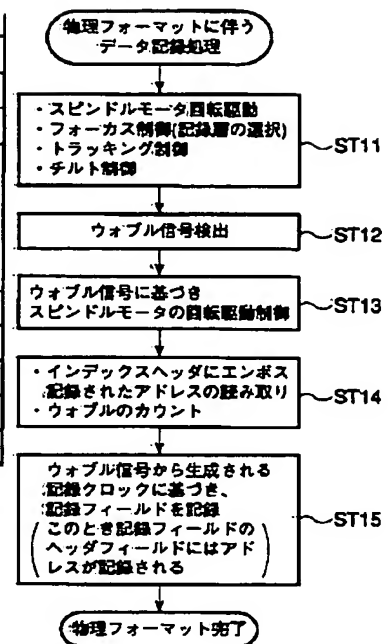 物理フォーマットに伴う
データ記録処理
・スピンドルモータ回転駆動
・フォーカス制御(記録層の選択)
・トラッキング制御
・チルト制御
ST11
ウォブル信号検出
ST12
ウォブル信号に基づき
スピンドルモータの回転駆動制御
ST13
・インデックスヘッダにエンボス
記録されたアドレスの読み取り
・ウォブルのカウント
ST14
ウォブル信号から生成される
記録クロックに基づき、
記録フィールドを記録
(このとき記録フィールドの
ヘッダフィールドにはアド
レスが記録される)
ST15
物理フォーマット完了